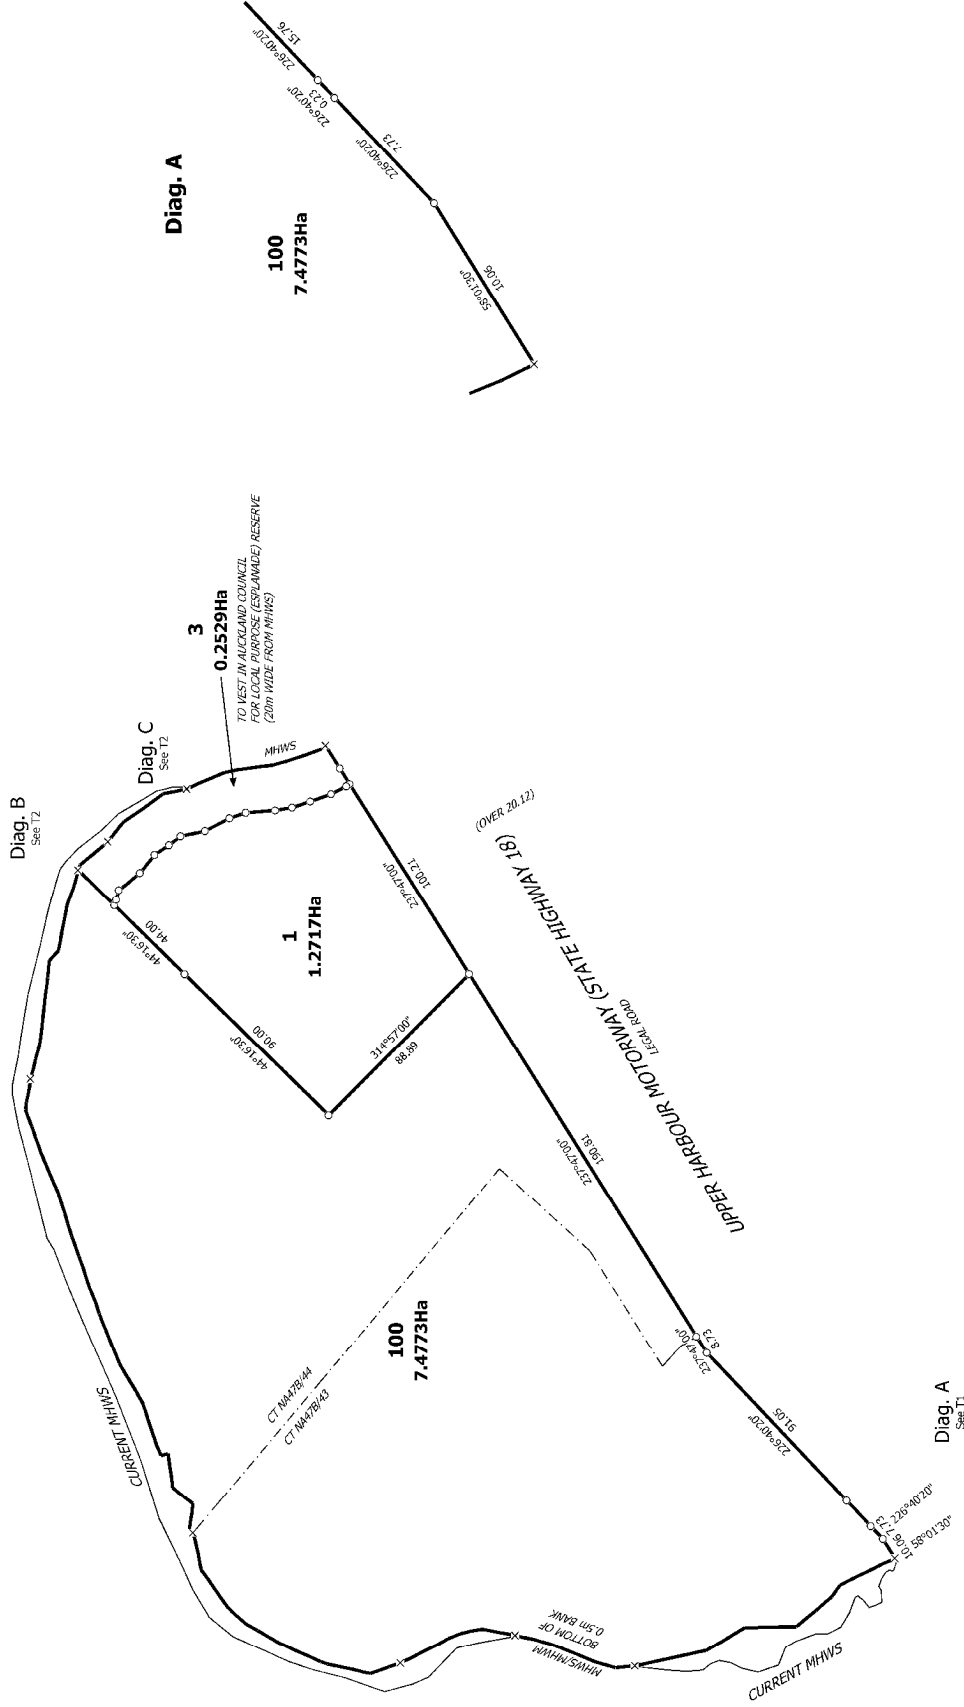 15.76
226°40'20"
0.23
226°40'20"
7.73
226°40'20"
Diag. A
100
7.4773Ha
10.06
58°01'30"
3
0.2529Ha
TO VEST IN AUCKLAND COUNCIL
FOR LOCAL PURPOSE (ESPLANADE) RESERVE
(20m WIDE FROM MHWS)
Diag. B
See T2
Diag. C
See T2
MHWS
(OVER 20.12)
44.00
44°16'30"
237°47'00"
100.21
1
1.2717Ha
90.00
44°16'30"
314°57'00"
88.89
UPPER HARBOUR MOTORWAY (STATE HIGHWAY 18)
LEGAL ROAD
237°47'00"
190.81
100
7.4773Ha
CT NA47B/44
CT NA47B/43
CURRENT MHWS
237°47'00"
8.73
226°40'20"
91.05
Diag. A
See T1
7.73 226°40'20"
10.06 58°01'30"
BOTTOM OF
0.5m BANK
MHWS/MHWM
CURRENT MHWS